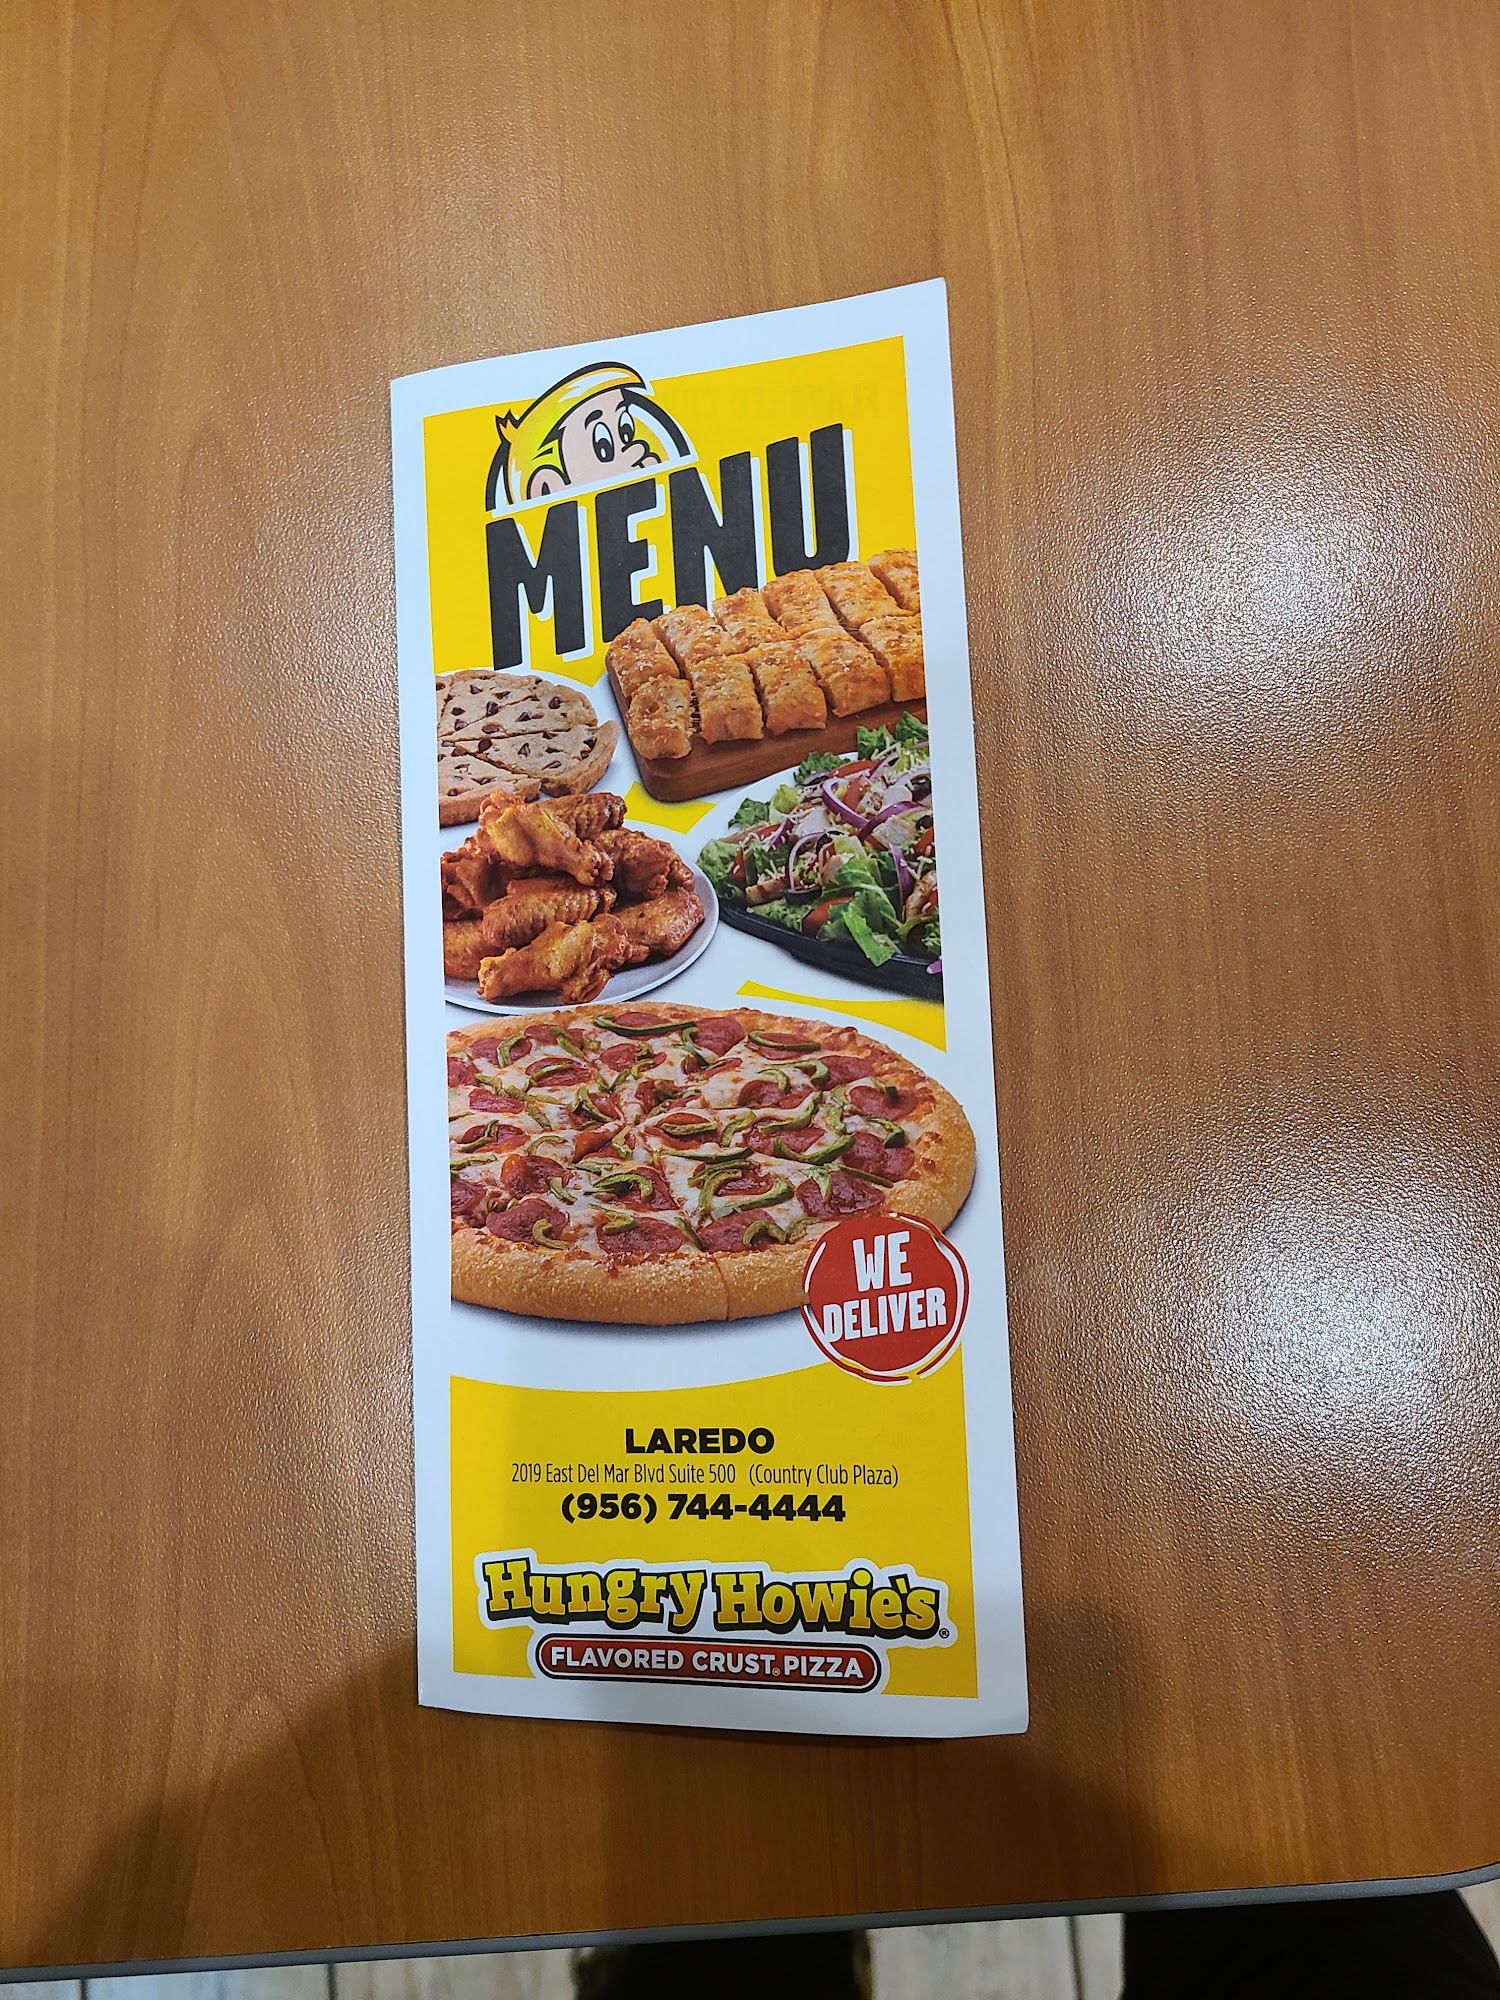 MENU
WE
DELIVER
LAREDO
2019 East Del Mar Blvd Suite 500 (Country Club Plaza)
(956) 744-4444
Hungry Howie's®
FLAVORED CRUST® PIZZA